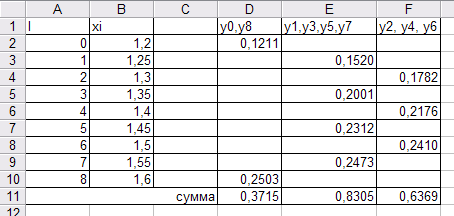 A B C D E F
1 I xi y0,y8 y1,y3,y5,y7 y2, y4, y6
2 0 1,2 0,1211
3 1 1,25 0,1520
4 2 1,3 0,1782
5 3 1,35 0,2001
6 4 1,4 0,2176
7 5 1,45 0,2312
8 6 1,5 0,2410
9 7 1,55 0,2473
10 8 1,6 0,2503
11 сумма 0,3715 0,8305 0,6369
12